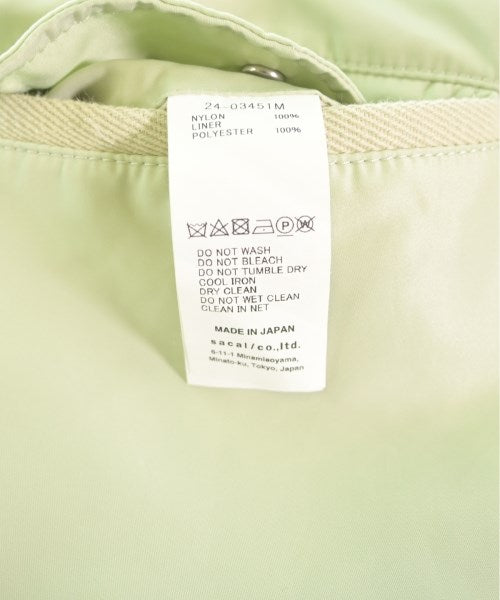 24-03451M
NYLON 100%
LINER
POLYESTER 100%
P W
DO NOT WASH
DO NOT BLEACH
DO NOT TUMBLE DRY
COOL IRON
DRY CLEAN
DO NOT WET CLEAN
CLEAN IN NET
MADE IN JAPAN
sacai/co.,ltd.
6-11-1 Minamiaoyama,
Minato-ku, Tokyo, Japan